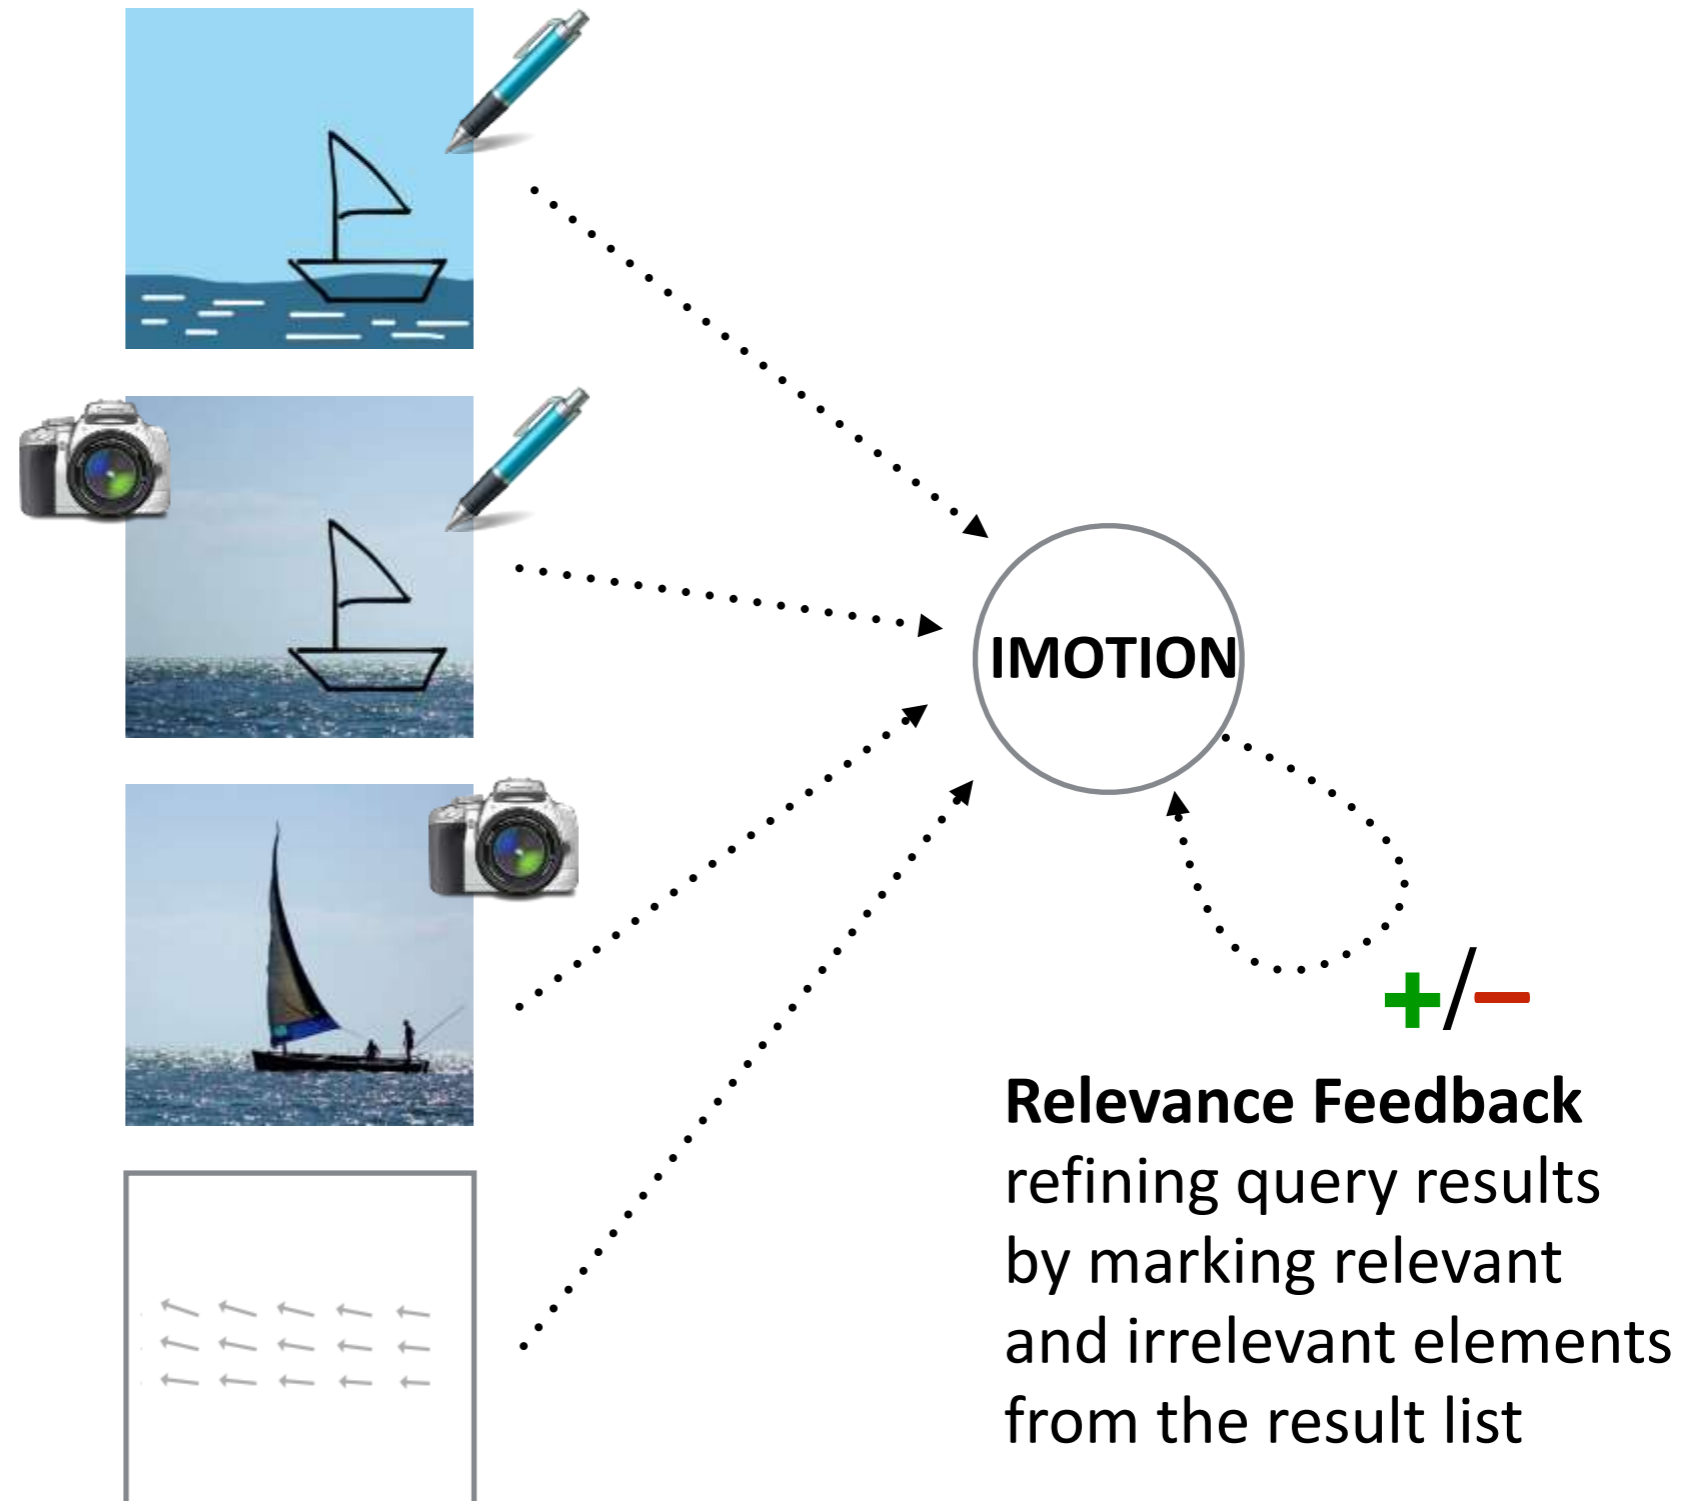 IMOTION
+/−
Relevance Feedback
refining query results
by marking relevant
and irrelevant elements
from the result list